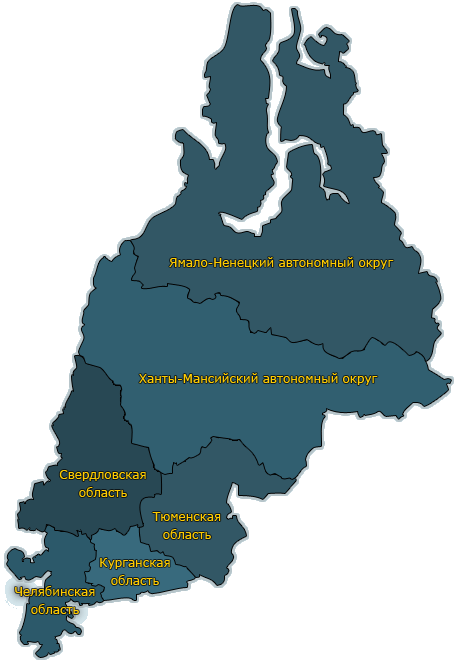 Ямало-Ненецкий автономный округ
Ханты-Мансийский автономный округ
Свердловская
область
Тюменская
область
Курганская
область
Челябинская
область